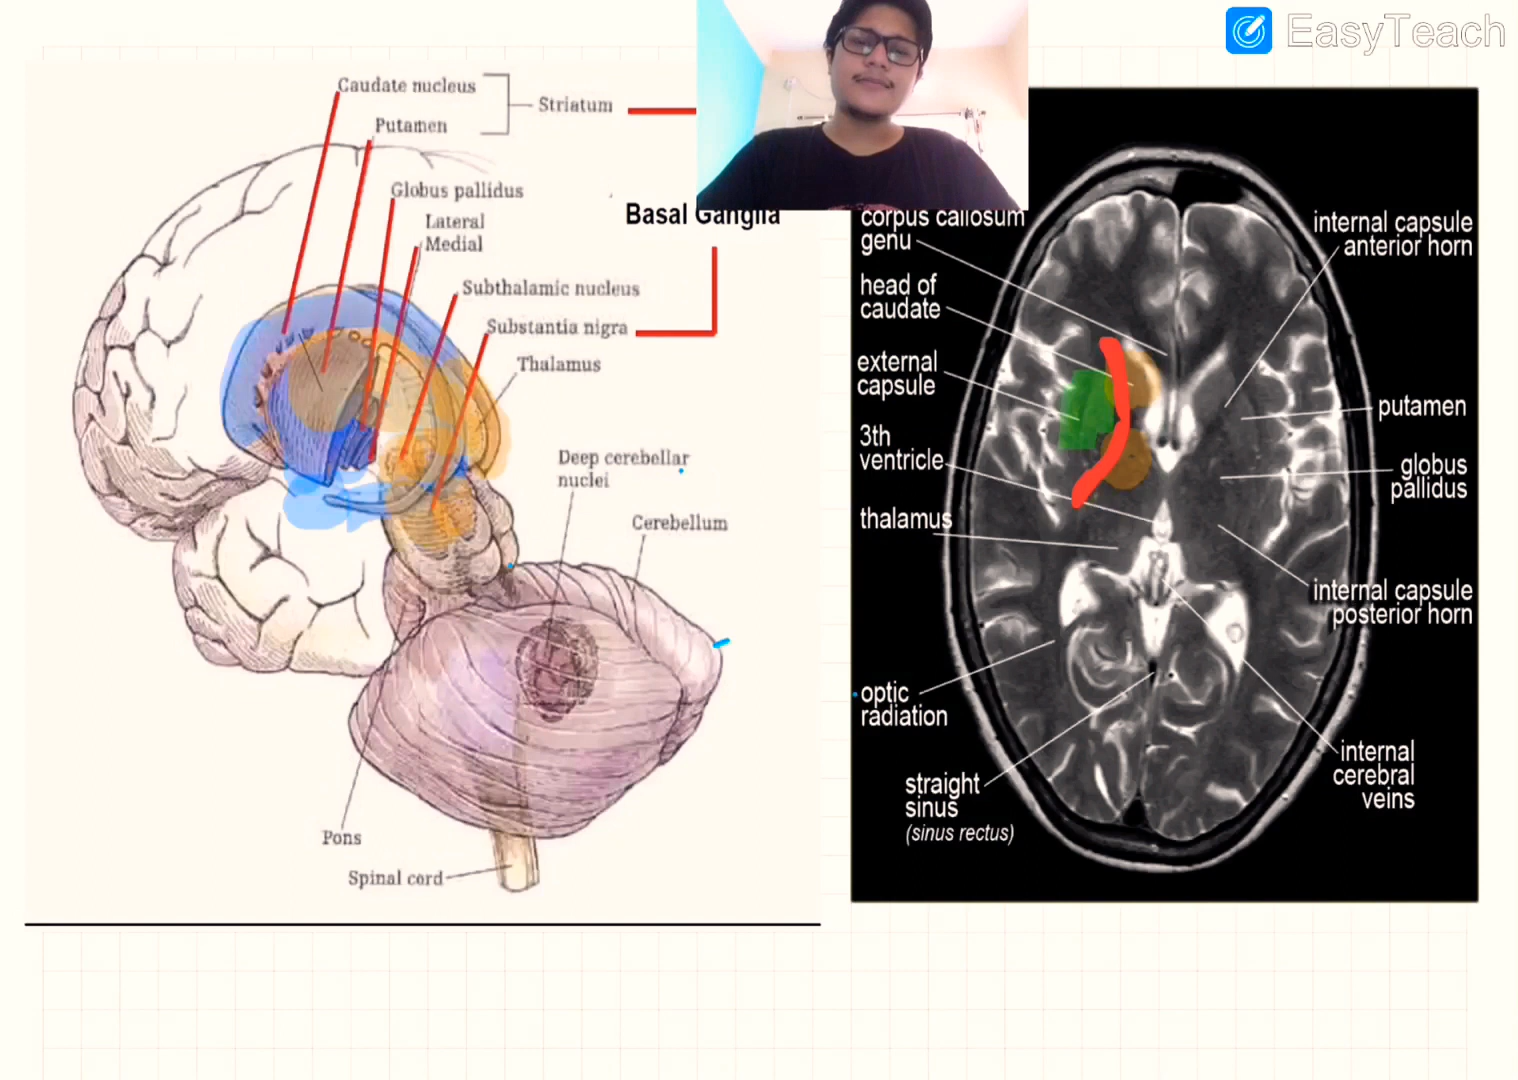 EasyTeach
Caudate nucleus
Striatum
Putamen
Globus pallidus
Lateral
Medial
Basal Ganglia
Subthalamic nucleus
Substantia nigra
Thalamus
Deep cerebellar
nuclei
Cerebellum
Pons
Spinal cord
corpus callosum
genu
head of
caudate
external
capsule
3th
ventricle
thalamus
optic
radiation
straight
sinus
(sinus rectus)
internal capsule
anterior horn
putamen
globus
pallidus
internal capsule
posterior horn
internal
cerebral
veins